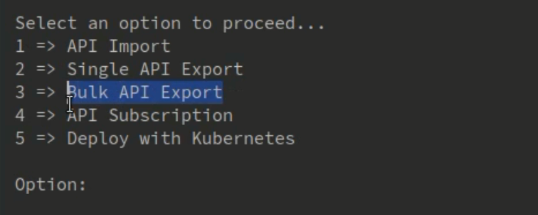 Select an option to proceed...
1 => API Import
2 => Single API Export
3 => Bulk API Export
4 => API Subscription
5 => Deploy with Kubernetes
Option: